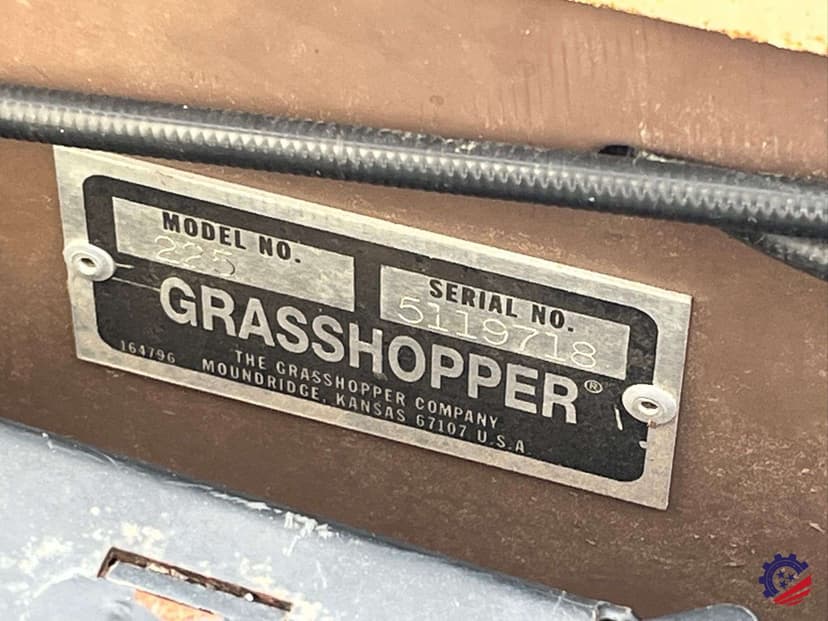 MODEL NO.
225
SERIAL NO.
5119718
GRASSHOPPER®
164796
THE GRASSHOPPER COMPANY
MOUNDRIDGE, KANSAS 67107 U.S.A